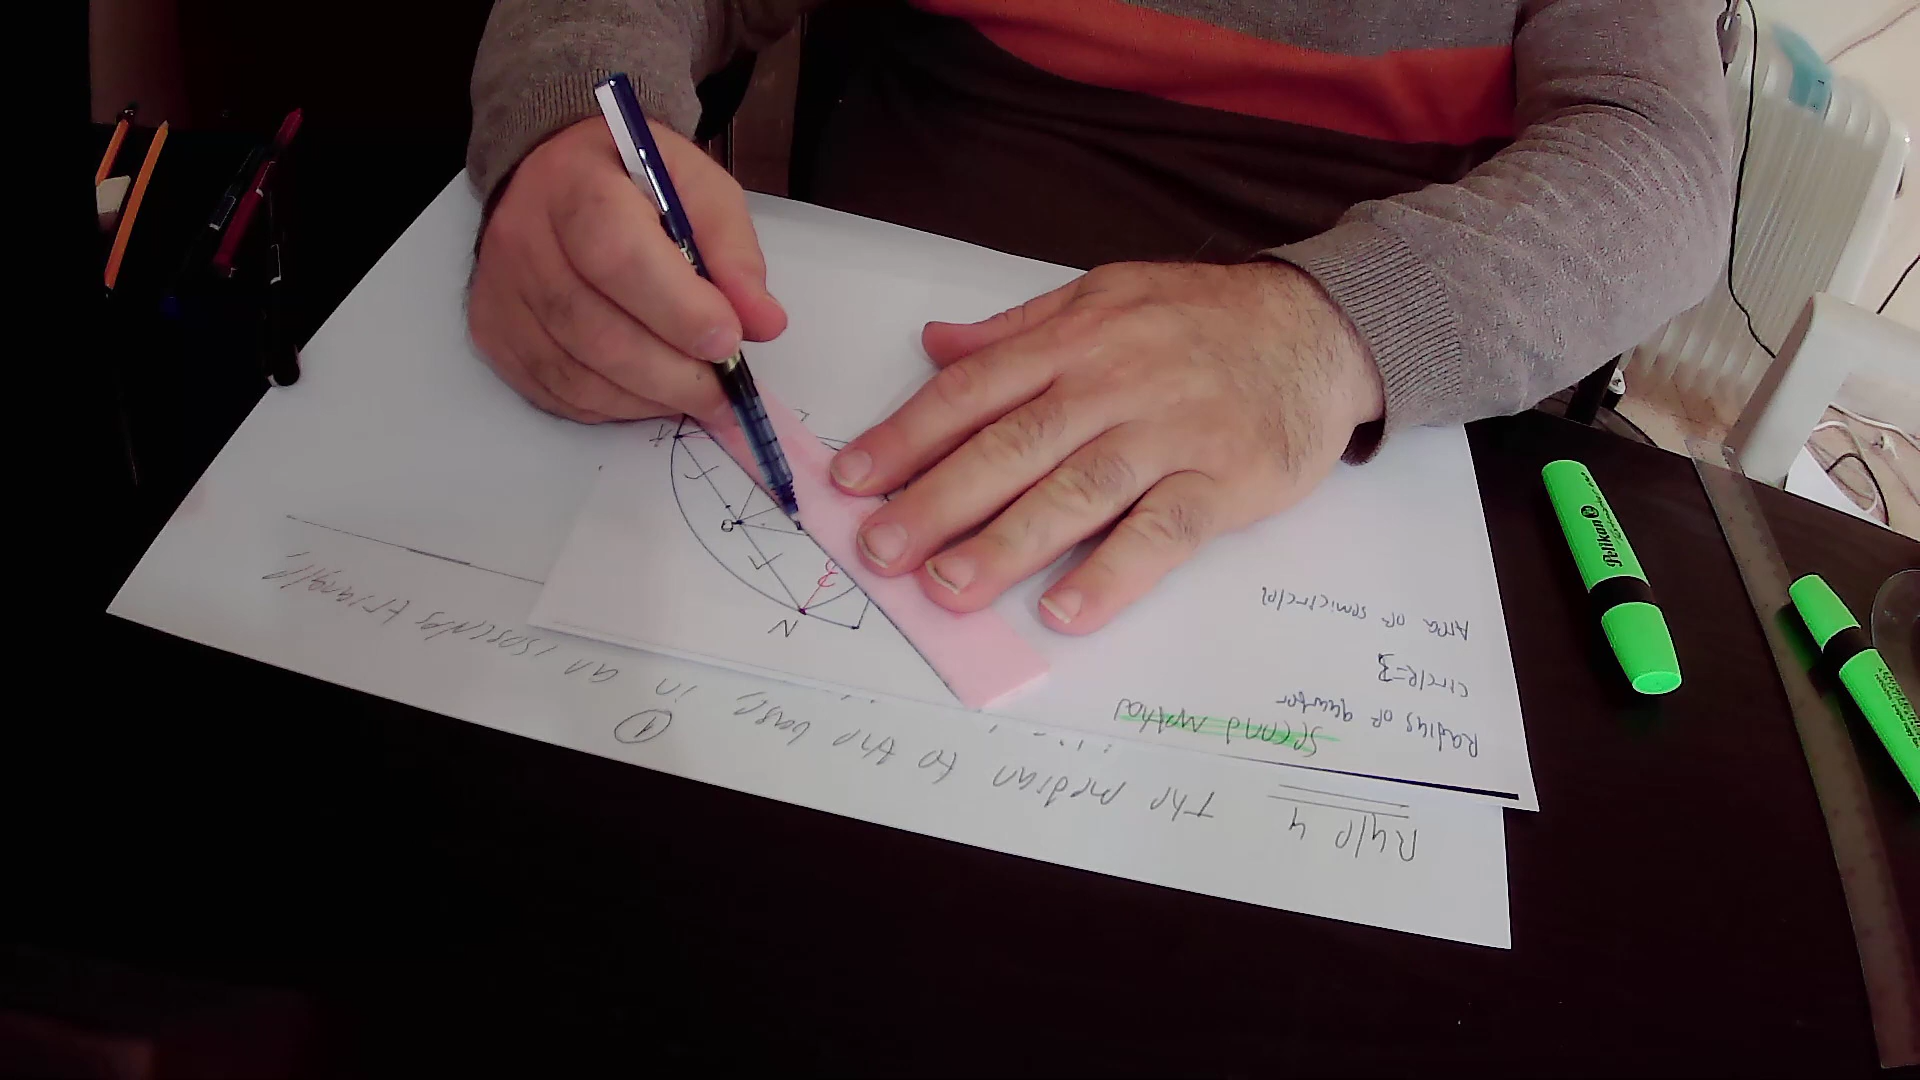 Rule 4
The median to the base, in an isosceles triangle,
①
Second method
Radius of quarter
circle=3
Area of semicircle?
N
O
r
r
3
A
Pelikan